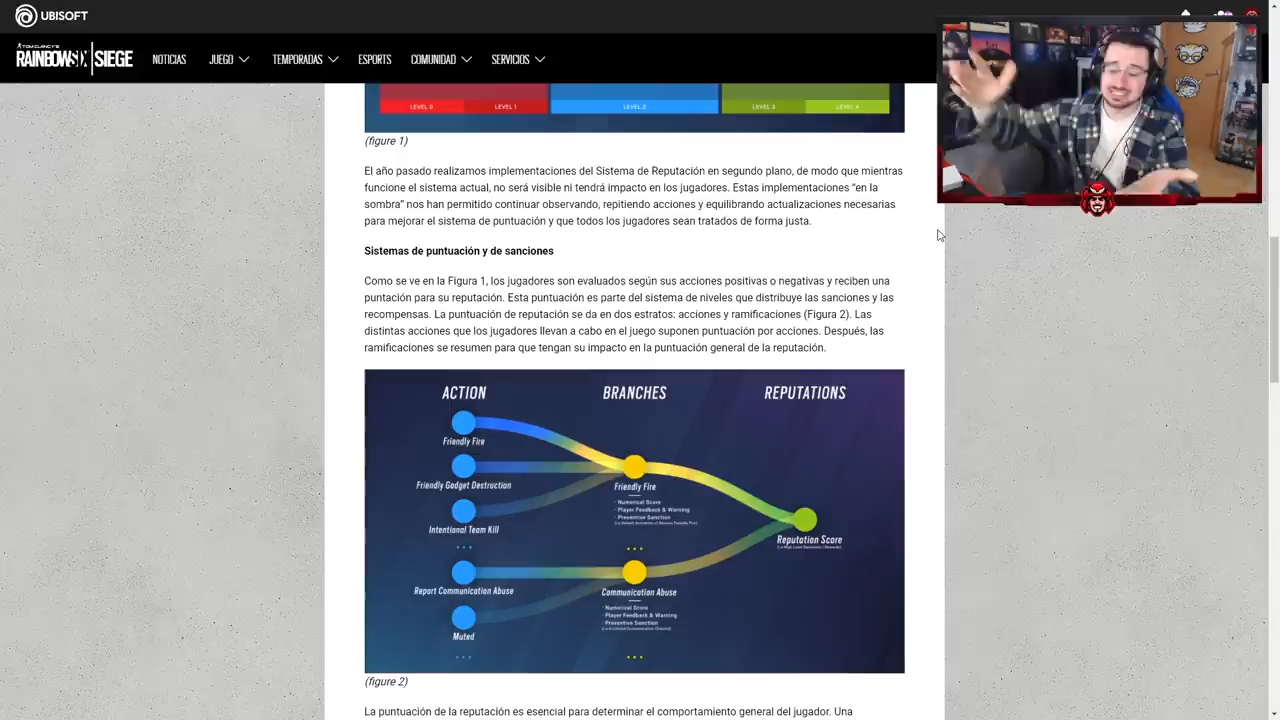 UBISOFT
TOM CLANCY'S
RAINBOW SIX | SIEGE
NOTICIAS
JUEGO
TEMPORADAS
ESPORTS
COMUNIDAD
SERVICIOS
LEVEL 0
LEVEL 1
LEVEL 2
LEVEL 3
LEVEL 4
(figure 1)
El año pasado realizamos implementaciones del Sistema de Reputación en segundo plano, de modo que mientras
funcione el sistema actual, no será visible ni tendrá impacto en los jugadores. Estas implementaciones “en la
sombra” nos han permitido continuar observando, repitiendo acciones y equilibrando actualizaciones necesarias
para mejorar el sistema de puntuación y que todos los jugadores sean tratados de forma justa.
Sistemas de puntuación y de sanciones
Como se ve en la Figura 1, los jugadores son evaluados según sus acciones positivas o negativas y reciben una
puntación para su reputación. Esta puntuación es parte del sistema de niveles que distribuye las sanciones y las
recompensas. La puntuación de reputación se da en dos estratos: acciones y ramificaciones (Figura 2). Las
distintas acciones que los jugadores llevan a cabo en el juego suponen puntuación por acciones. Después, las
ramificaciones se resumen para que tengan su impacto en la puntuación general de la reputación.
ACTION
BRANCHES
REPUTATIONS
Friendly Fire
Friendly Gadget Destruction
Intentional Team Kill
Report Communication Abuse
Muted
Friendly Fire
· Numerical Score
· Player Feedback & Warning
· Preventive Sanction
Communication Abuse
· Numerical Score
· Player Feedback & Warning
· Preventive Sanction
Reputation Score
(figure 2)
La puntuación de la reputación es esencial para determinar el comportamiento general del jugador. Una